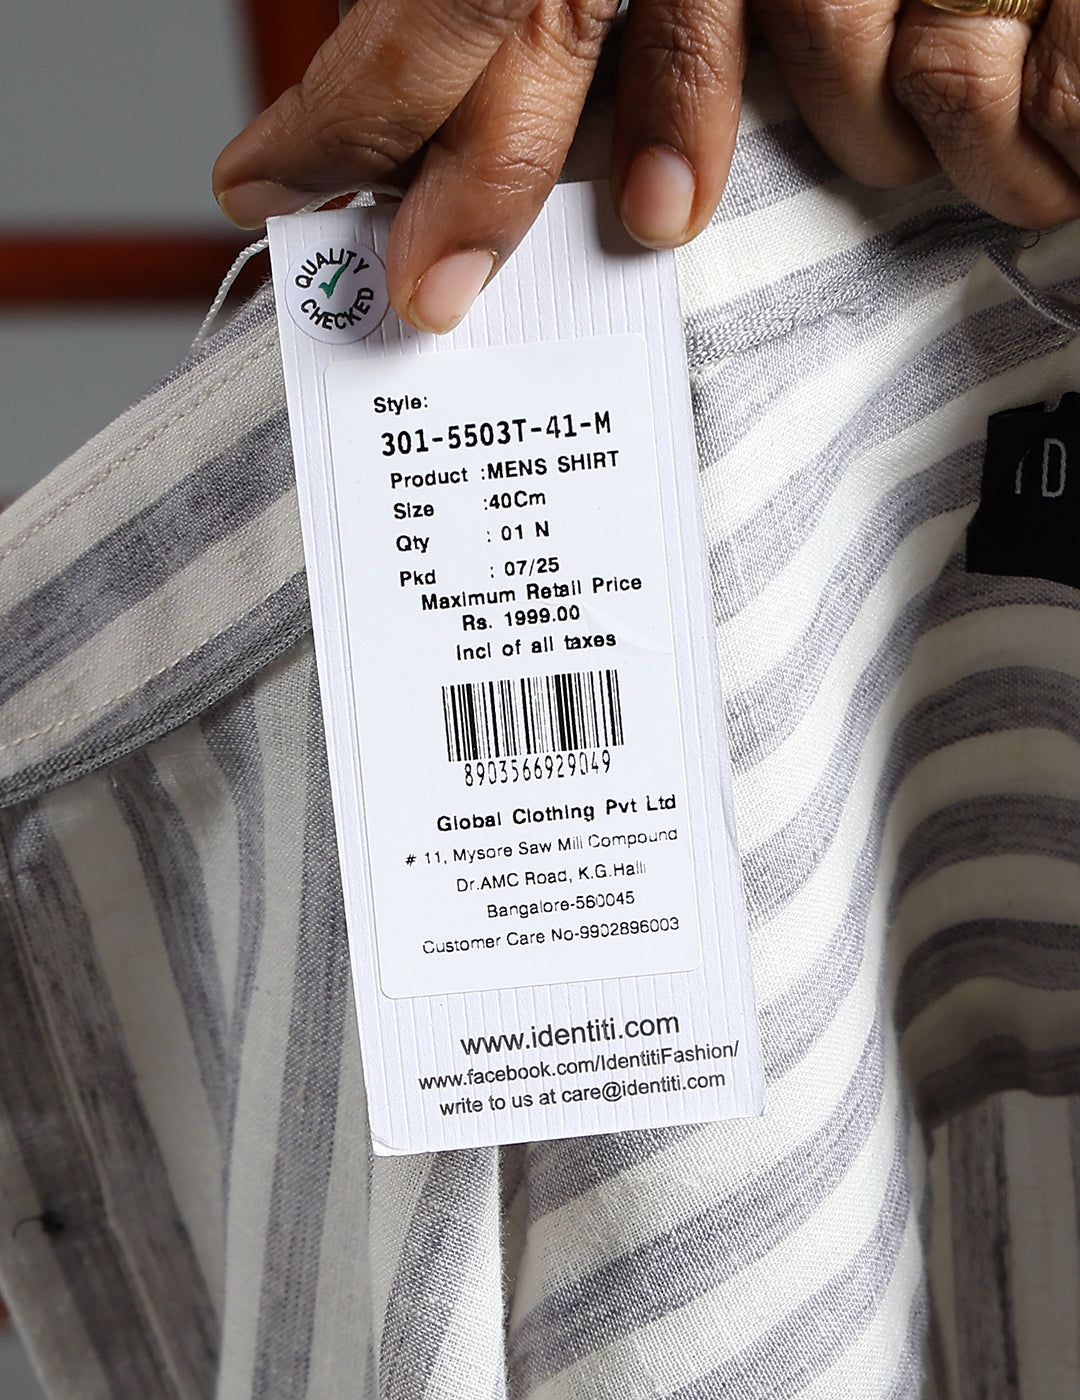 QUALITY
CHECKED
Style:
301-5503T-41-M
Product :MENS SHIRT
Size :40Cm
Qty : 01 N
Pkd : 07/25
Maximum Retail Price
Rs. 1999.00
Incl of all taxes
8903566929049
Global Clothing Pvt Ltd
# 11, Mysore Saw Mill Compound
Dr.AMC Road, K.G.Halli
Bangalore-560045
Customer Care No-9902896003
www.identiti.com
www.facebook.com/IdentitiFashion/
write to us at care@identiti.com